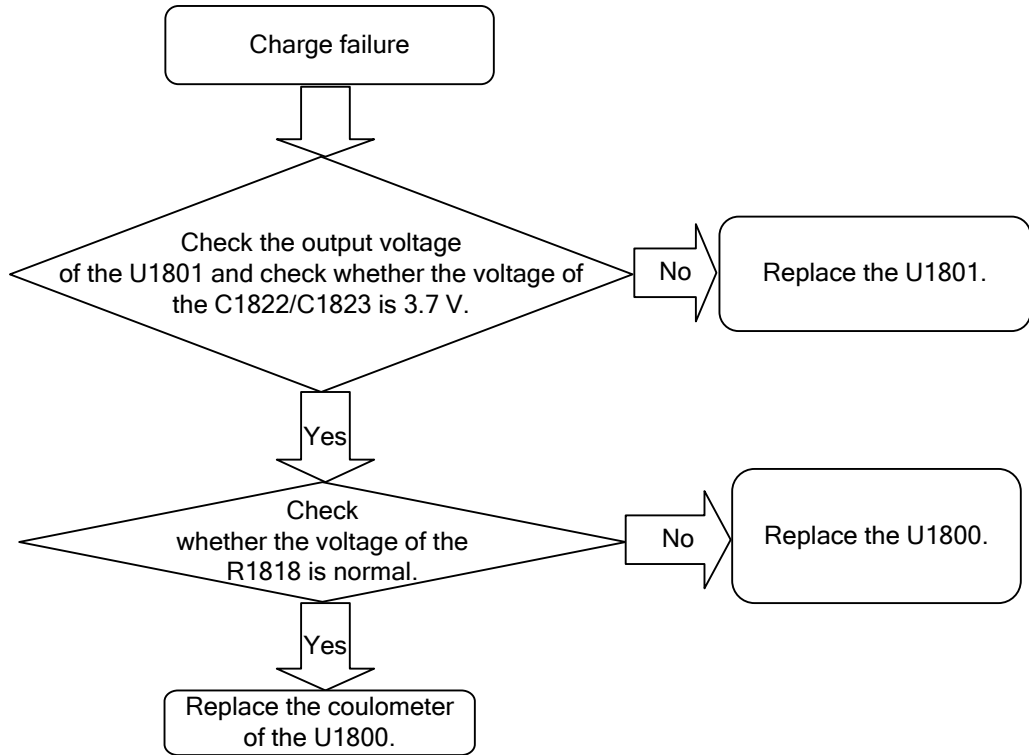 Charge failure
Check the output voltage
of the U1801 and check whether the voltage of
the C1822/C1823 is 3.7 V.
No
Replace the U1801.
Yes
Check
whether the voltage of the
R1818 is normal.
No
Replace the U1800.
Yes
Replace the coulometer
of the U1800.